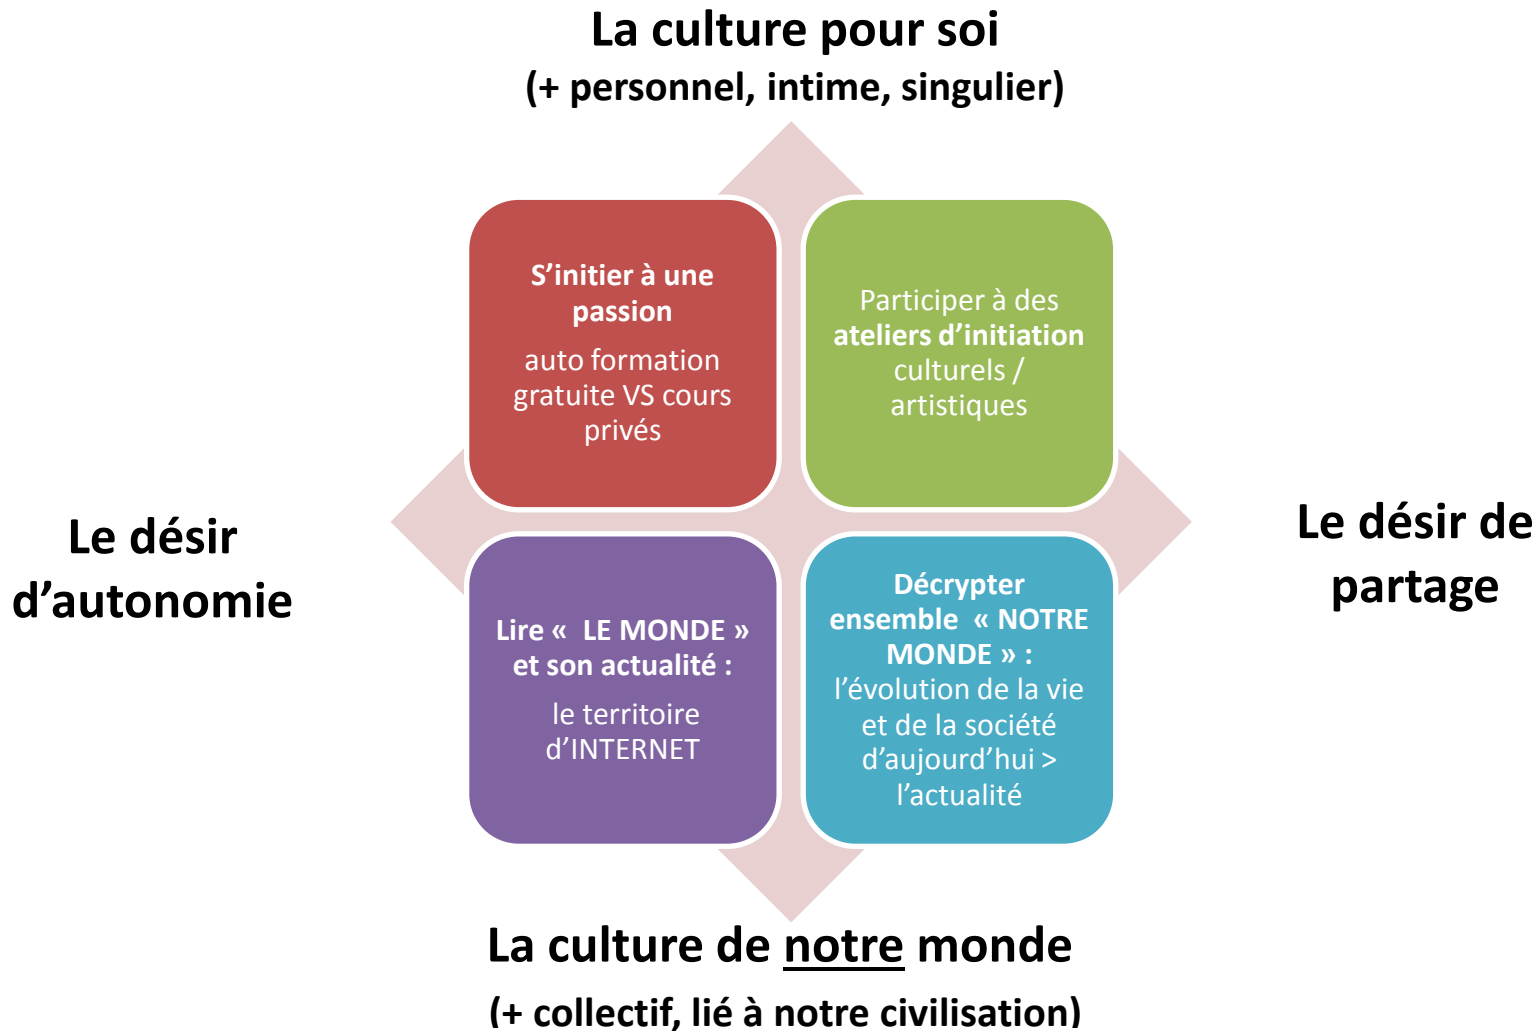 La culture pour soi
(+ personnel, intime, singulier)
S’initier à une
passion
auto formation
gratuite VS cours
privés
Participer à des
ateliers d’initiation
culturels /
artistiques
Le désir
d’autonomie
Le désir de
partage
Lire «  LE MONDE »
et son actualité :
le territoire
d’INTERNET
Décrypter
ensemble  « NOTRE
MONDE » :
l’évolution de la vie
et de la société
d’aujourd’hui >
l’actualité
La culture de notre monde
(+ collectif, lié à notre civilisation)